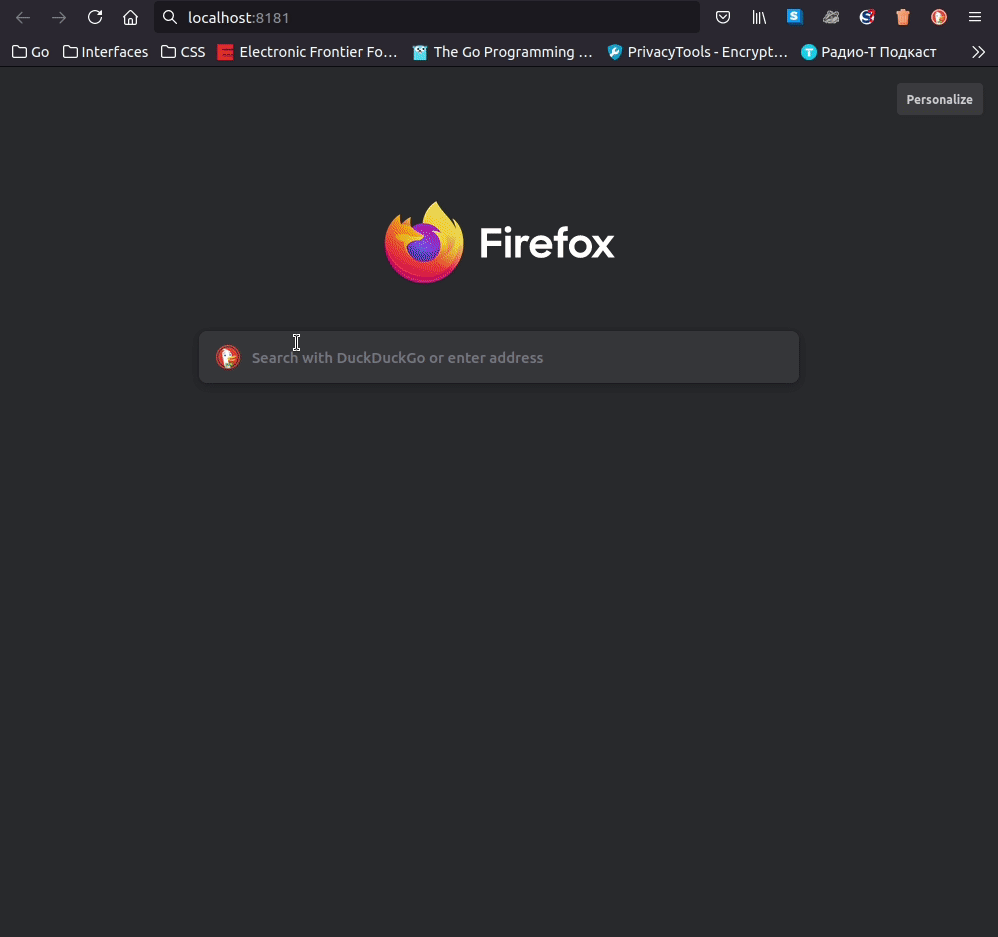 localhost:8181
Go Interfaces CSS Electronic Frontier Fo… The Go Programming … PrivacyTools - Encrypt… Радио-Т Подкаст
Personalize
Firefox
Search with DuckDuckGo or enter address